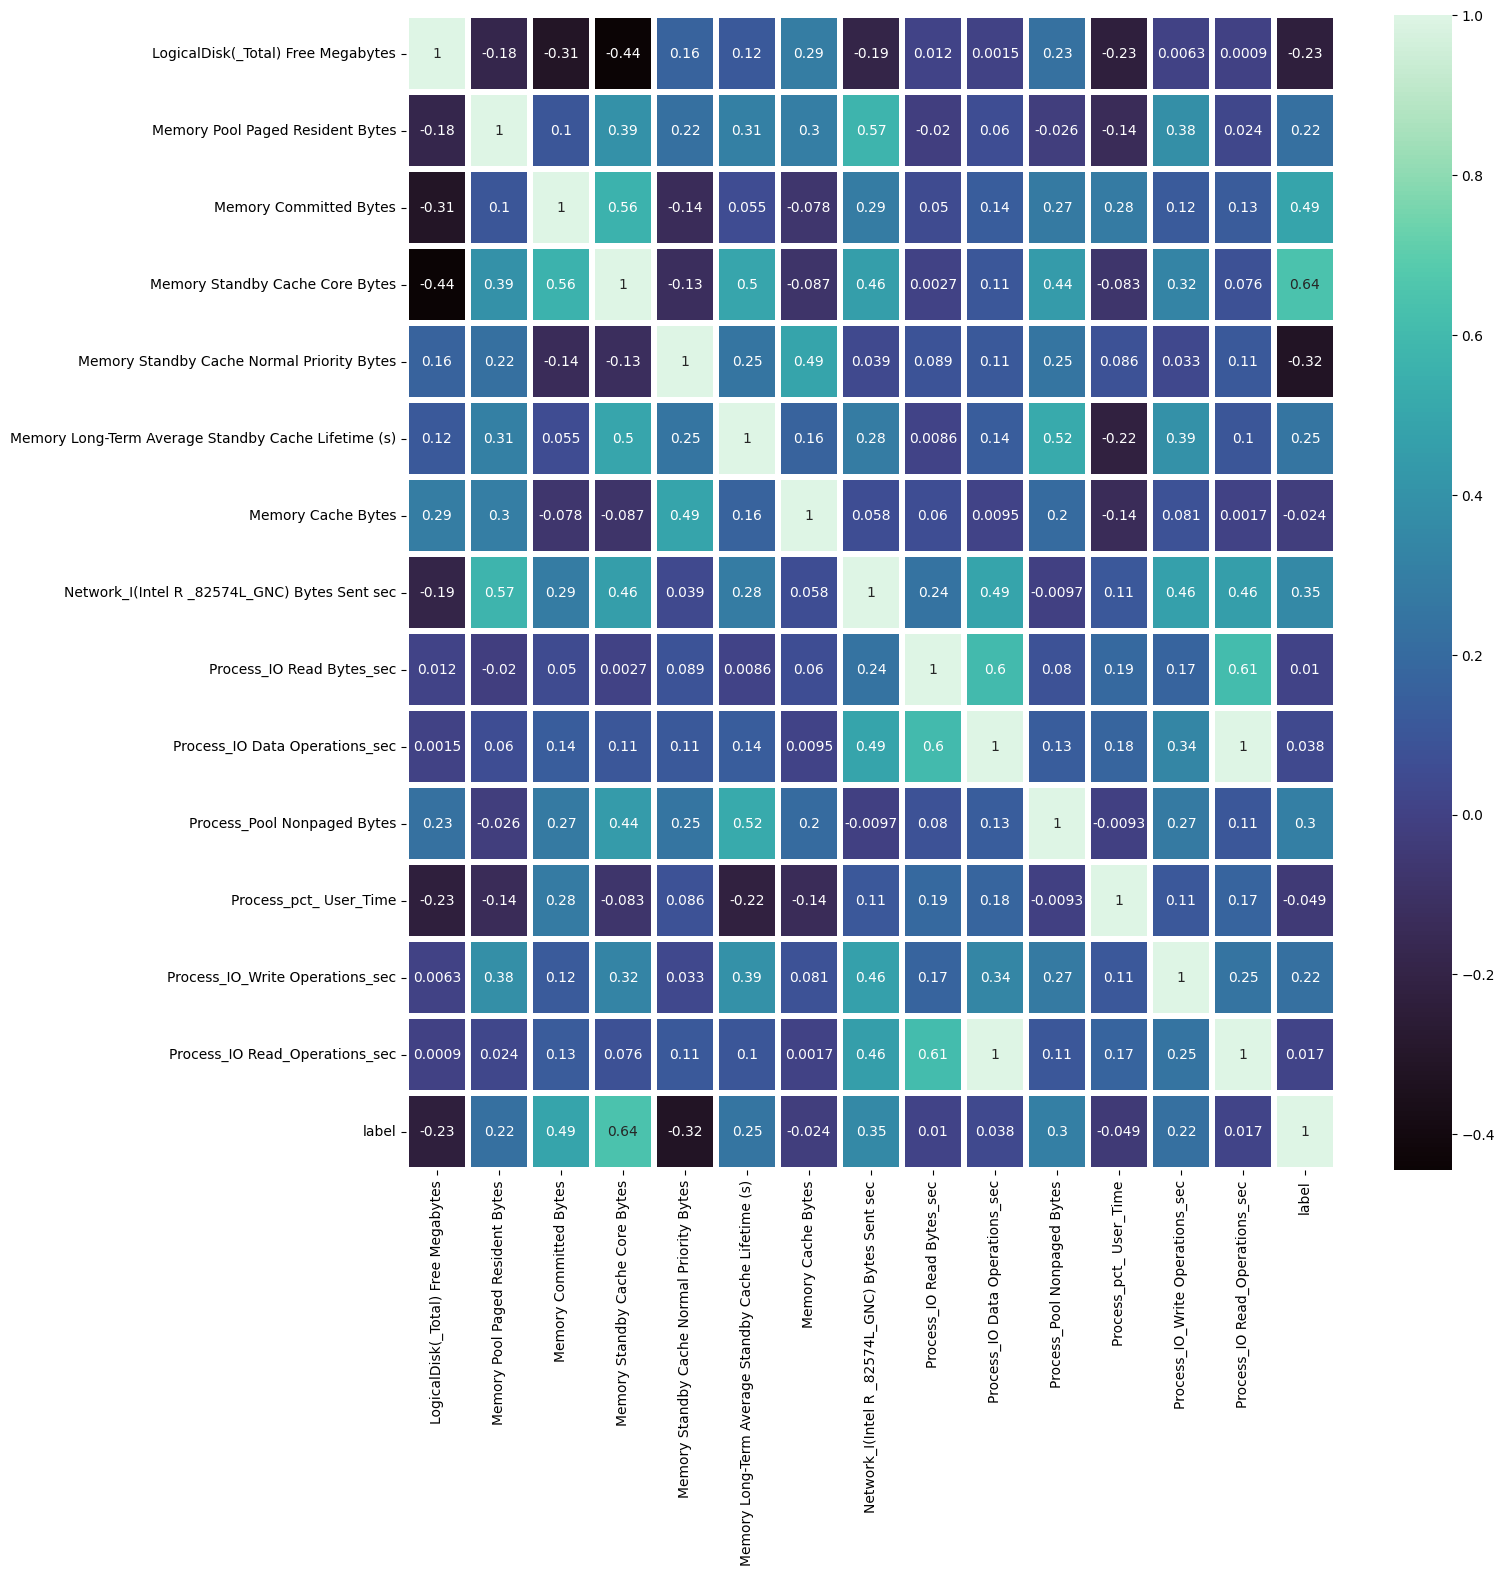 LogicalDisk(_Total) Free Megabytes 1 -0.18 -0.31 -0.44 0.16 0.12 0.29 -0.19 0.012 0.0015 0.23 -0.23 0.0063 0.0009 -0.23
Memory Pool Paged Resident Bytes -0.18 1 0.1 0.39 0.22 0.31 0.3 0.57 -0.02 0.06 -0.026 -0.14 0.38 0.024 0.22
Memory Committed Bytes -0.31 0.1 1 0.56 -0.14 0.055 -0.078 0.29 0.05 0.14 0.27 0.28 0.12 0.13 0.49
Memory Standby Cache Core Bytes -0.44 0.39 0.56 1 -0.13 0.5 -0.087 0.46 0.0027 0.11 0.44 -0.083 0.32 0.076 0.64
Memory Standby Cache Normal Priority Bytes 0.16 0.22 -0.14 -0.13 1 0.25 0.49 0.039 0.089 0.11 0.25 0.086 0.033 0.11 -0.32
Memory Long-Term Average Standby Cache Lifetime (s) 0.12 0.31 0.055 0.5 0.25 1 0.16 0.28 0.0086 0.14 0.52 -0.22 0.39 0.1 0.25
Memory Cache Bytes 0.29 0.3 -0.078 -0.087 0.49 0.16 1 0.058 0.06 0.0095 0.2 -0.14 0.081 0.0017 -0.024
Network_I(Intel R _82574L_GNC) Bytes Sent sec -0.19 0.57 0.29 0.46 0.039 0.28 0.058 1 0.24 0.49 -0.0097 0.11 0.46 0.46 0.35
Process_IO Read Bytes_sec 0.012 -0.02 0.05 0.0027 0.089 0.0086 0.06 0.24 1 0.6 0.08 0.19 0.17 0.61 0.01
Process_IO Data Operations_sec 0.0015 0.06 0.14 0.11 0.11 0.14 0.0095 0.49 0.6 1 0.13 0.18 0.34 1 0.038
Process_Pool Nonpaged Bytes 0.23 -0.026 0.27 0.44 0.25 0.52 0.2 -0.0097 0.08 0.13 1 -0.0093 0.27 0.11 0.3
Process_pct_ User_Time -0.23 -0.14 0.28 -0.083 0.086 -0.22 -0.14 0.11 0.19 0.18 -0.0093 1 0.11 0.17 -0.049
Process_IO_Write Operations_sec 0.0063 0.38 0.12 0.32 0.033 0.39 0.081 0.46 0.17 0.34 0.27 0.11 1 0.25 0.22
Process_IO Read_Operations_sec 0.0009 0.024 0.13 0.076 0.11 0.1 0.0017 0.46 0.61 1 0.11 0.17 0.25 1 0.017
label -0.23 0.22 0.49 0.64 -0.32 0.25 -0.024 0.35 0.01 0.038 0.3 -0.049 0.22 0.017 1
LogicalDisk(_Total) Free Megabytes
Memory Pool Paged Resident Bytes
Memory Committed Bytes
Memory Standby Cache Core Bytes
Memory Standby Cache Normal Priority Bytes
Memory Long-Term Average Standby Cache Lifetime (s)
Memory Cache Bytes
Network_I(Intel R _82574L_GNC) Bytes Sent sec
Process_IO Read Bytes_sec
Process_IO Data Operations_sec
Process_Pool Nonpaged Bytes
Process_pct_ User_Time
Process_IO_Write Operations_sec
Process_IO Read_Operations_sec
label
1.0
0.8
0.6
0.4
0.2
0.0
−0.2
−0.4